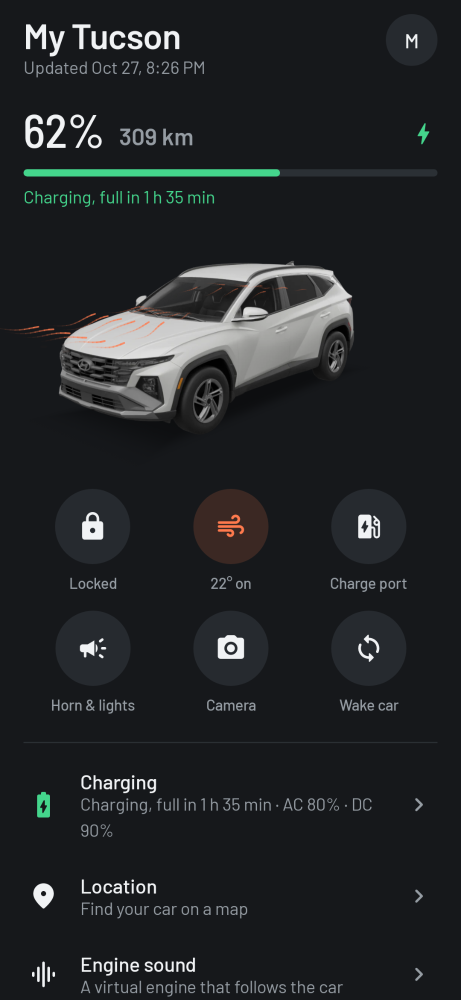 My Tucson
M
Updated Oct 27, 8:26 PM
62% 309 km
Charging, full in 1 h 35 min
Locked
22° on
Charge port
Horn & lights
Camera
Wake car
Charging
Charging, full in 1 h 35 min · AC 80% · DC
90%
Location
Find your car on a map
Engine sound
A virtual engine that follows the car